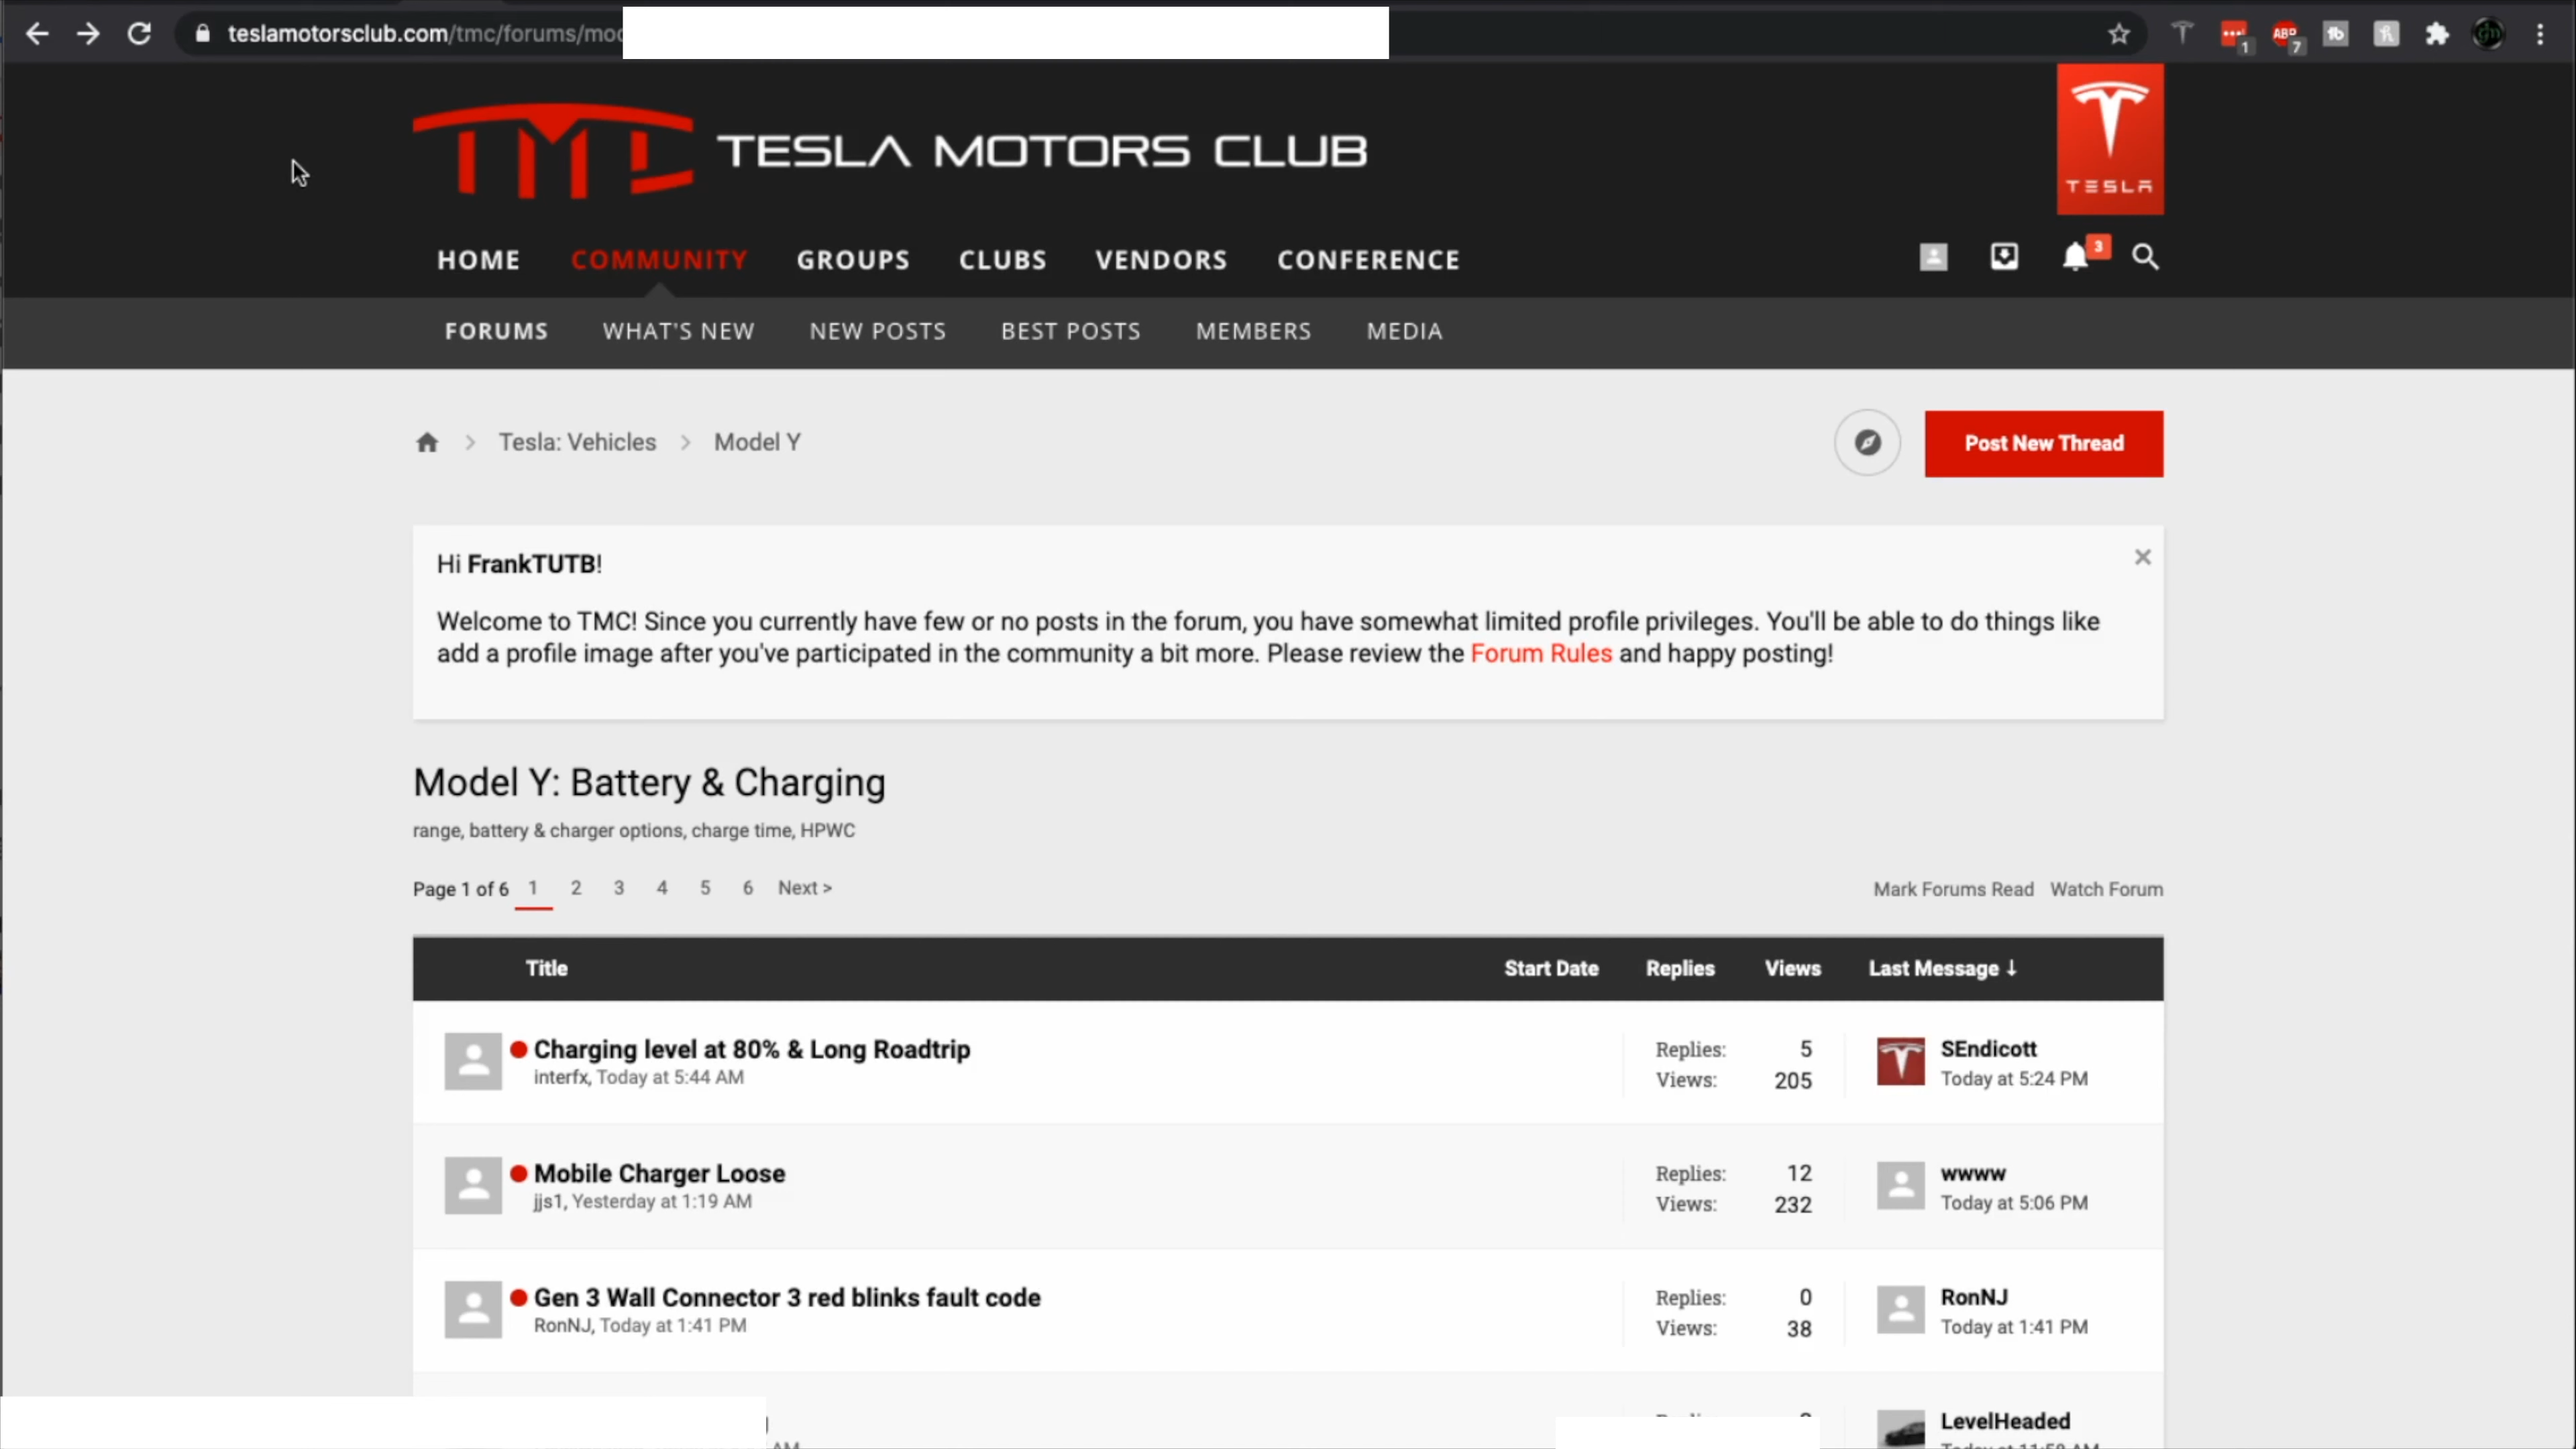 teslamotorsclub.com/tmc/forums/mo
1
ABP
7
tb
TMC TESLA MOTORS CLUB
TESLA
HOME COMMUNITY GROUPS CLUBS VENDORS CONFERENCE
3
FORUMS WHAT'S NEW NEW POSTS BEST POSTS MEMBERS MEDIA
Tesla: Vehicles > Model Y
Post New Thread
Hi FrankTUTB!
Welcome to TMC! Since you currently have few or no posts in the forum, you have somewhat limited profile privileges. You'll be able to do things like
add a profile image after you've participated in the community a bit more. Please review the Forum Rules and happy posting!
Model Y: Battery & Charging
range, battery & charger options, charge time, HPWC
Page 1 of 6 1 2 3 4 5 6 Next >
Mark Forums Read Watch Forum
Title Start Date Replies Views Last Message ↓
Charging level at 80% & Long Roadtrip
interfx, Today at 5:44 AM
Replies: 5
Views: 205
SEndicott
Today at 5:24 PM
Mobile Charger Loose
jjs1, Yesterday at 1:19 AM
Replies: 12
Views: 232
wwww
Today at 5:06 PM
Gen 3 Wall Connector 3 red blinks fault code
RonNJ, Today at 1:41 PM
Replies: 0
Views: 38
RonNJ
Today at 1:41 PM
LevelHeaded